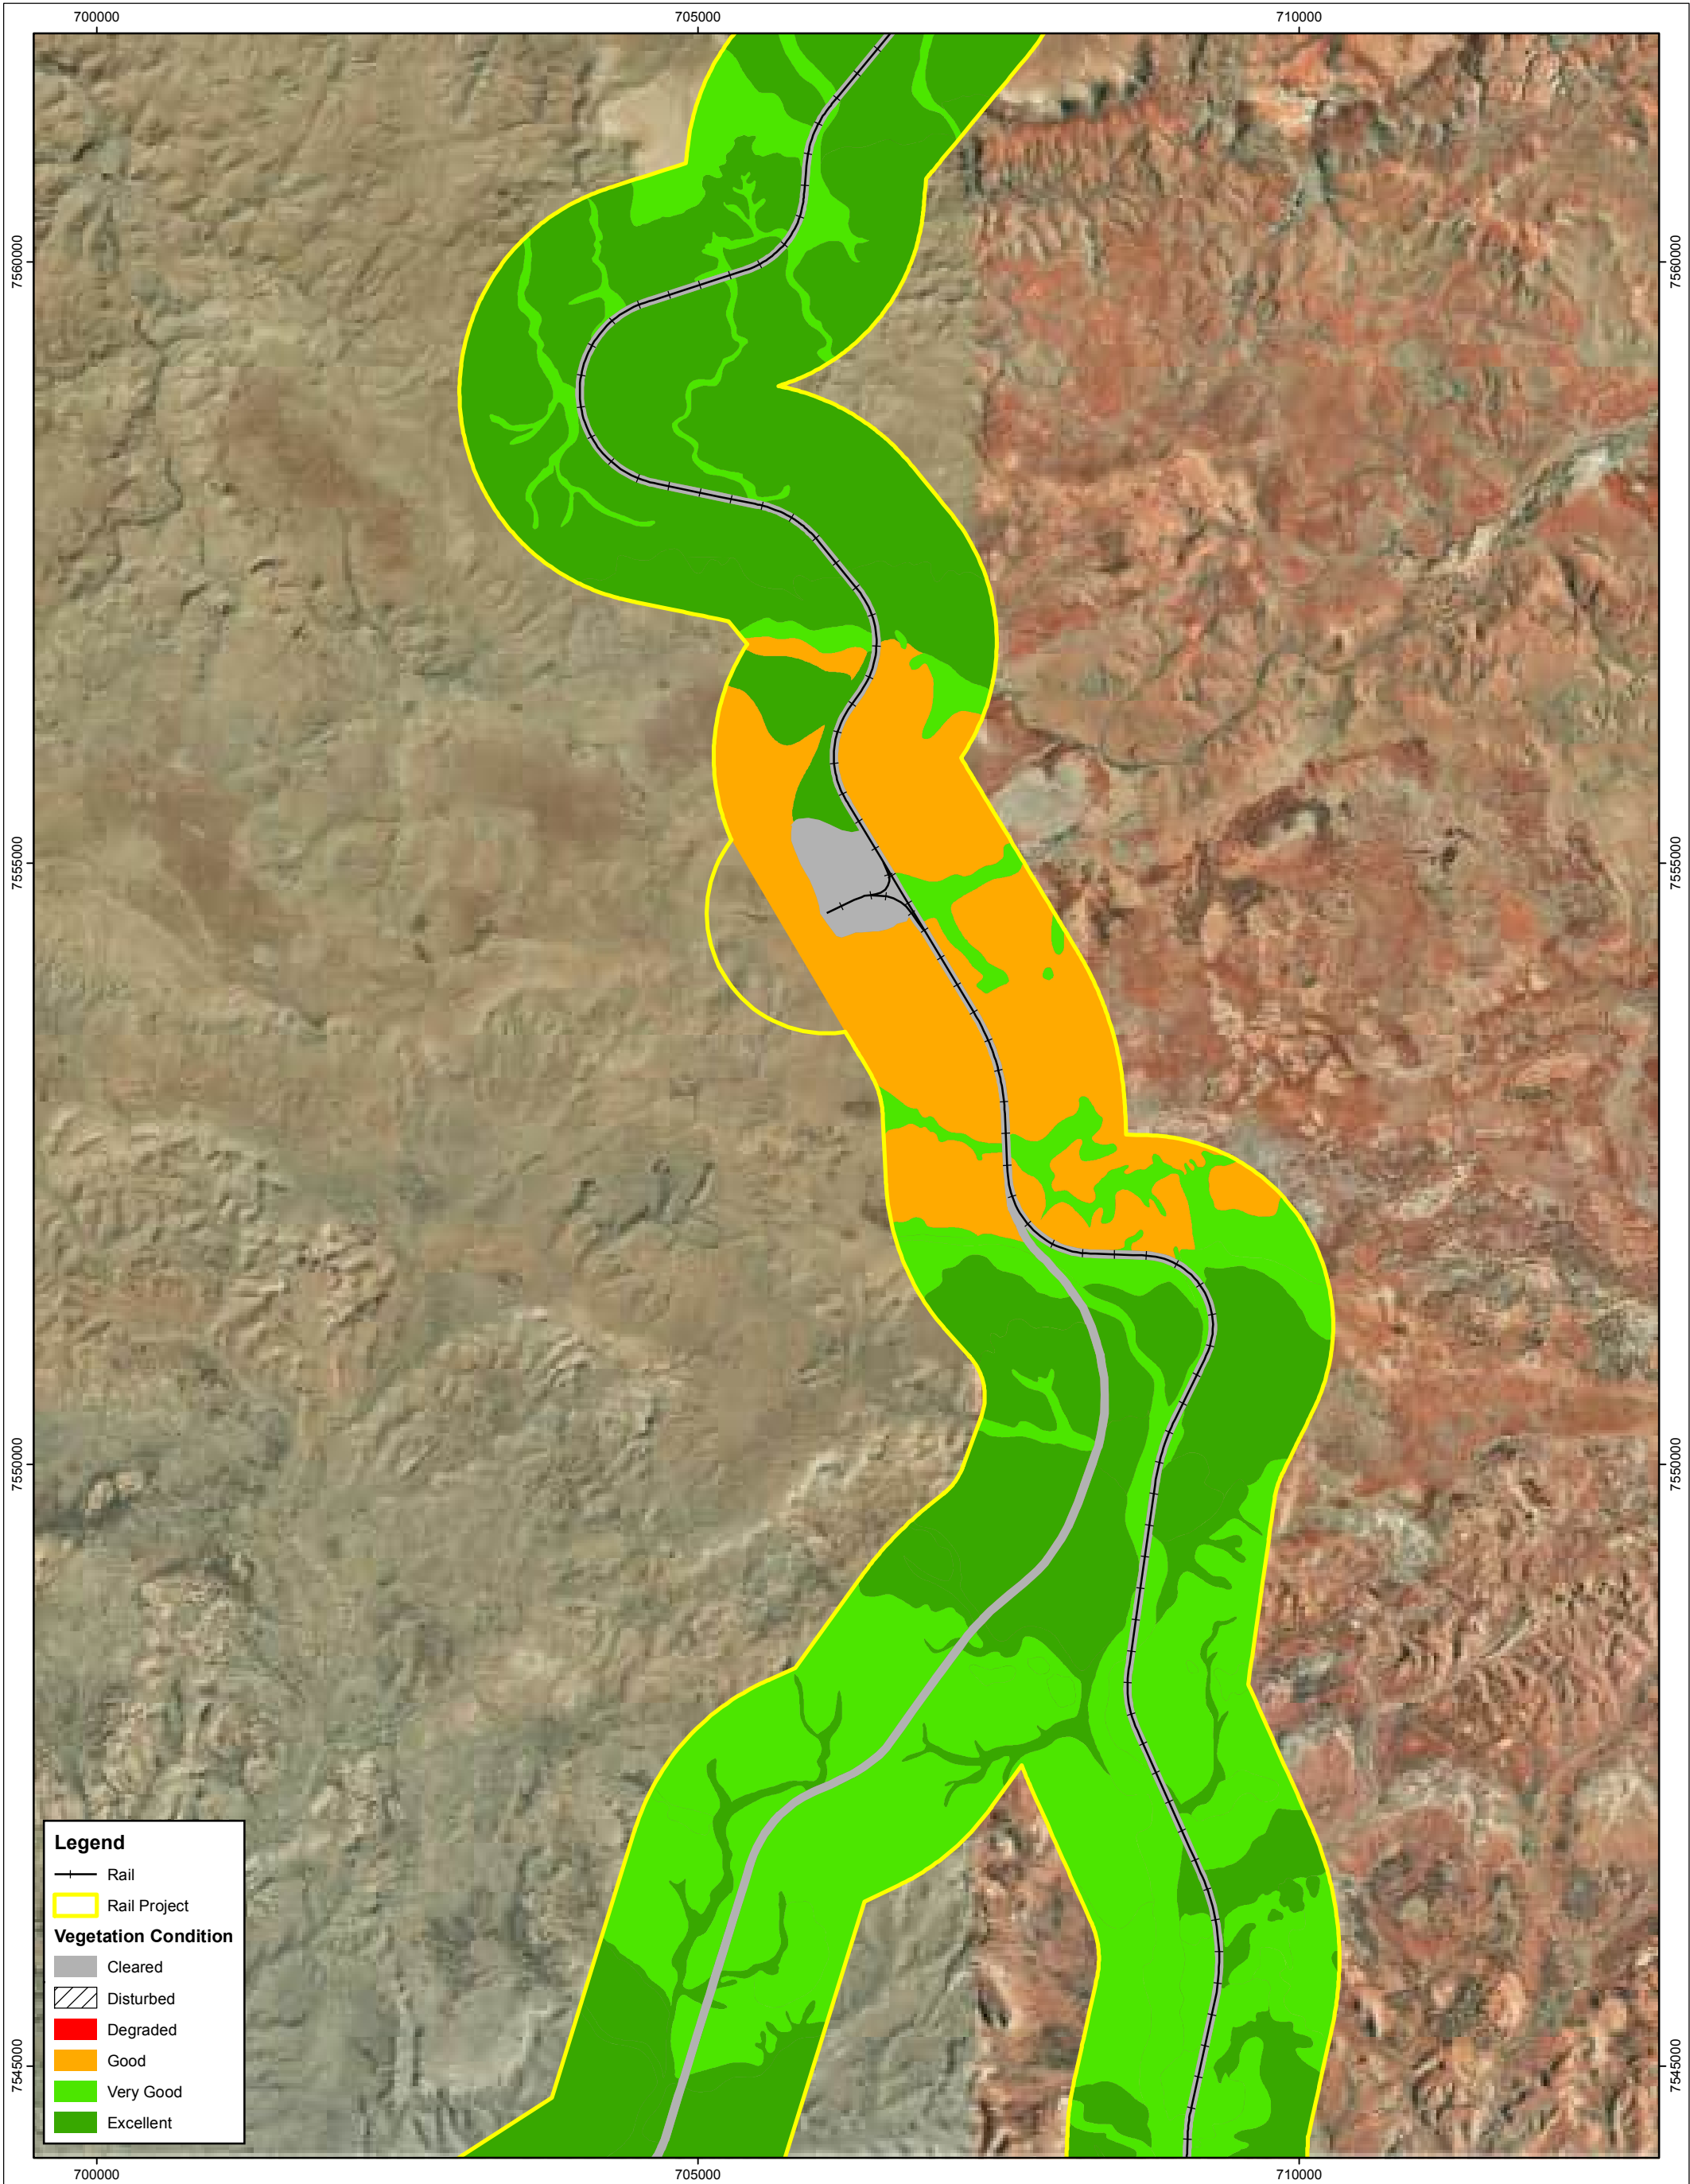 700000 705000 710000
7560000 7560000
7555000 7555000
7550000 7550000
7545000 7545000
Legend
Rail
Rail Project
Vegetation Condition
Cleared
Disturbed
Degraded
Good
Very Good
Excellent
700000 705000 710000